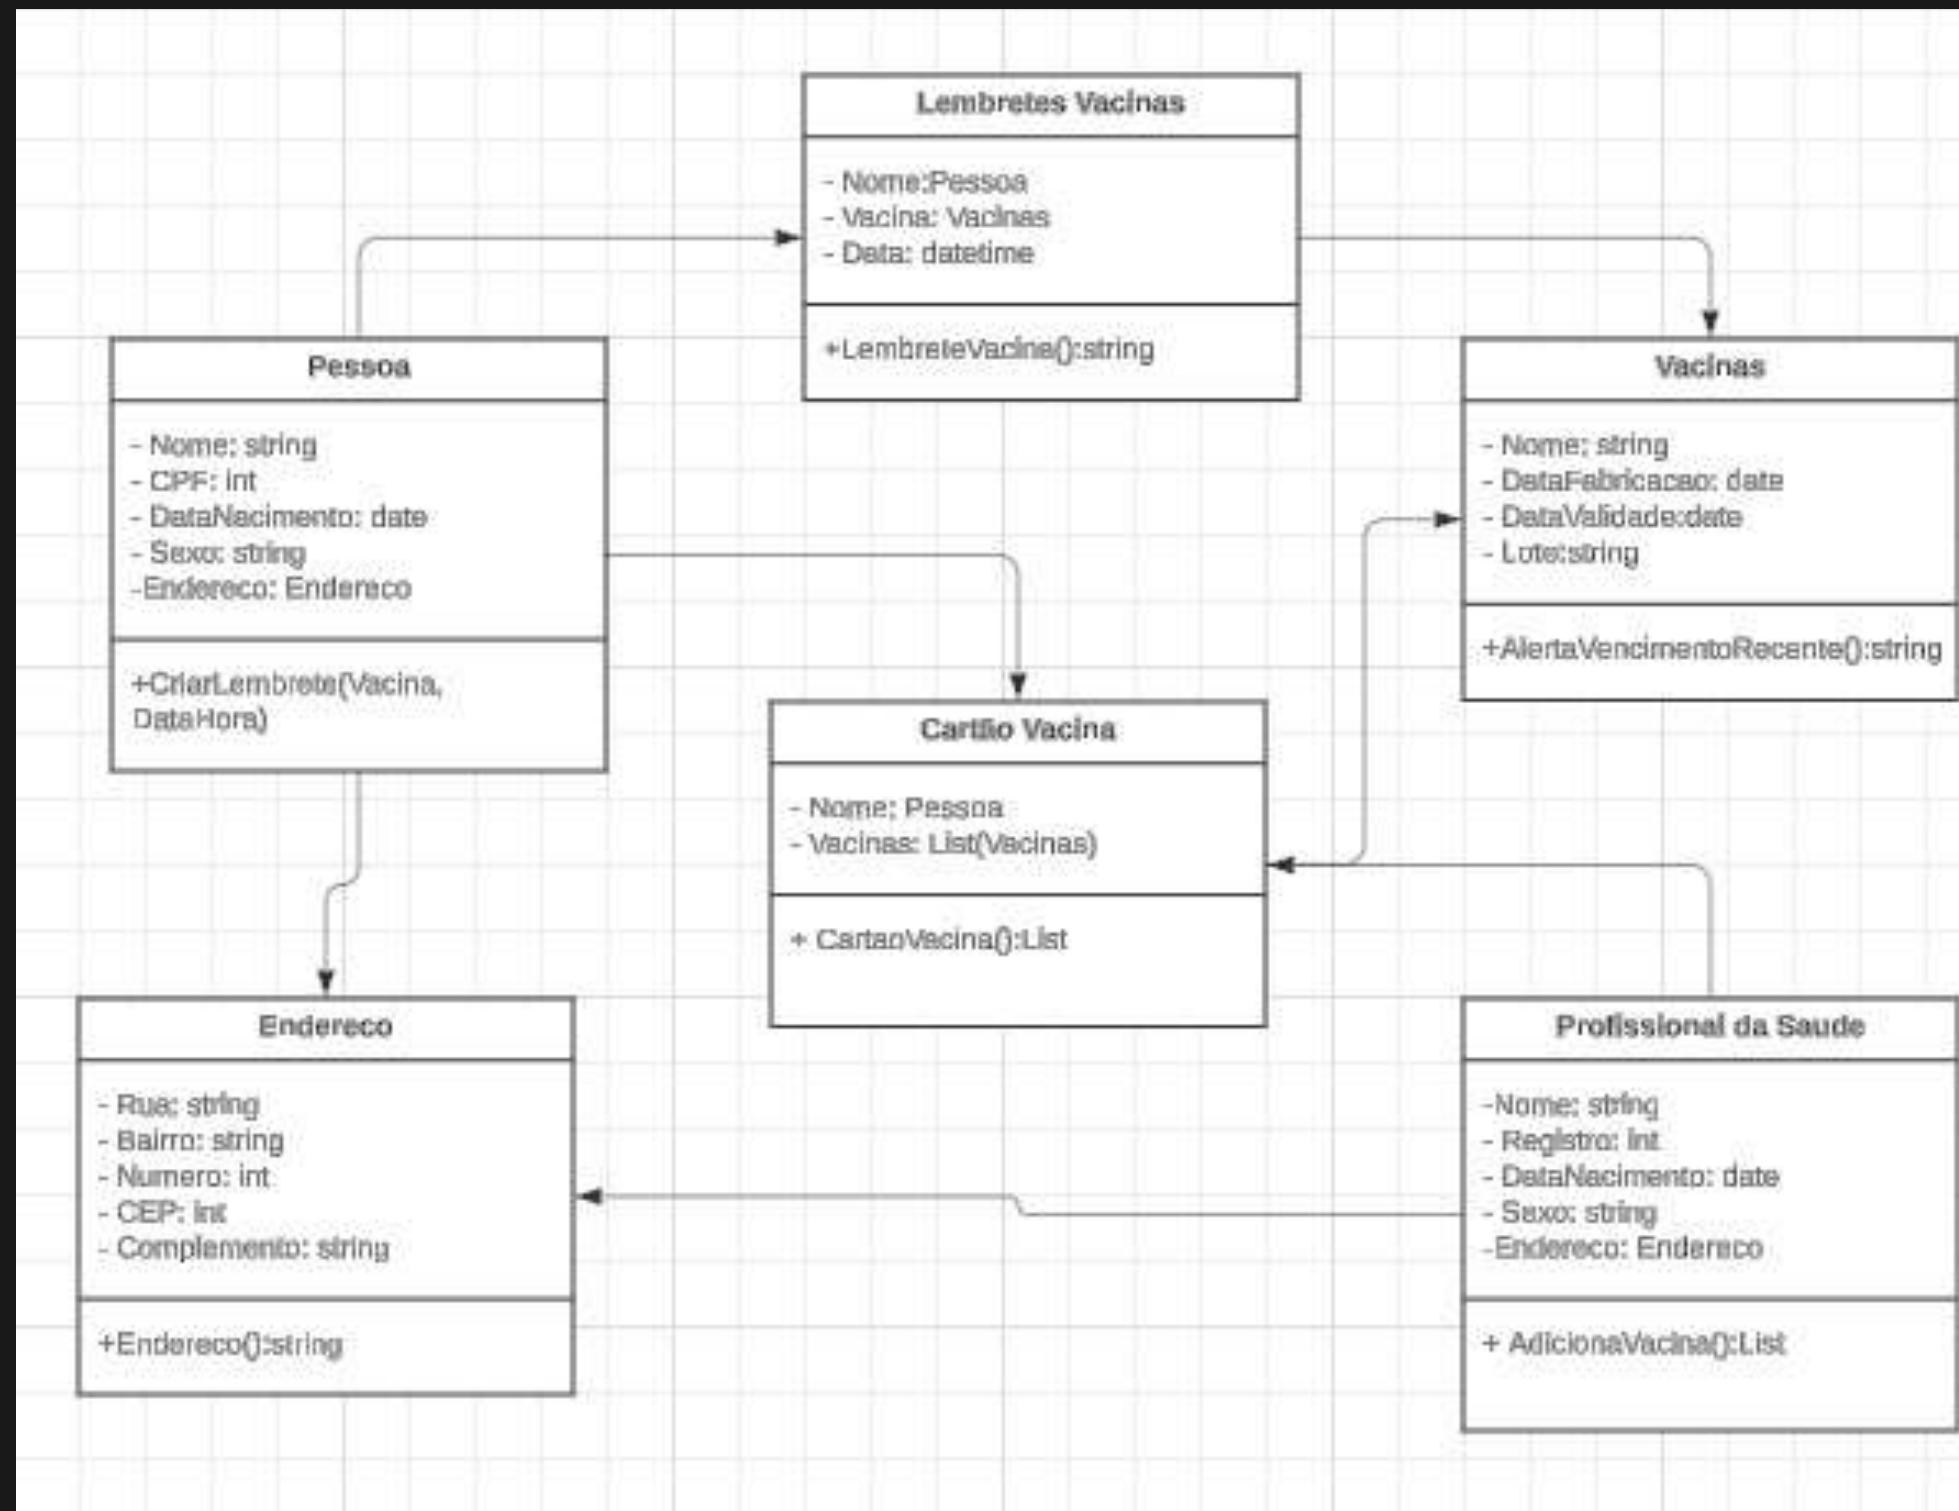 Lembretes Vacinas
- Nome:Pessoa
- Vacina: Vacinas
- Data: datetime
+LembreteVacina():string
Pessoa
- Nome: string
- CPF: int
- DataNacimento: date
- Sexo: string
-Endereco: Endereco
+CriarLembrete(Vacina,
DataHora)
Vacinas
- Nome: string
- DataFabricacao: date
- DataValidade:date
- Lote:string
+AlertaVencimentoRecente():string
Cartão Vacina
- Nome: Pessoa
- Vacinas: List(Vacinas)
+ CartaoVacina():List
Endereco
- Rua: string
- Bairro: string
- Numero: int
- CEP: int
- Complemento: string
+Endereco():string
Profissional da Saude
-Nome: string
- Registro: int
- DataNacimento: date
- Sexo: string
-Endereco: Endereco
+ AdicionaVacina():List